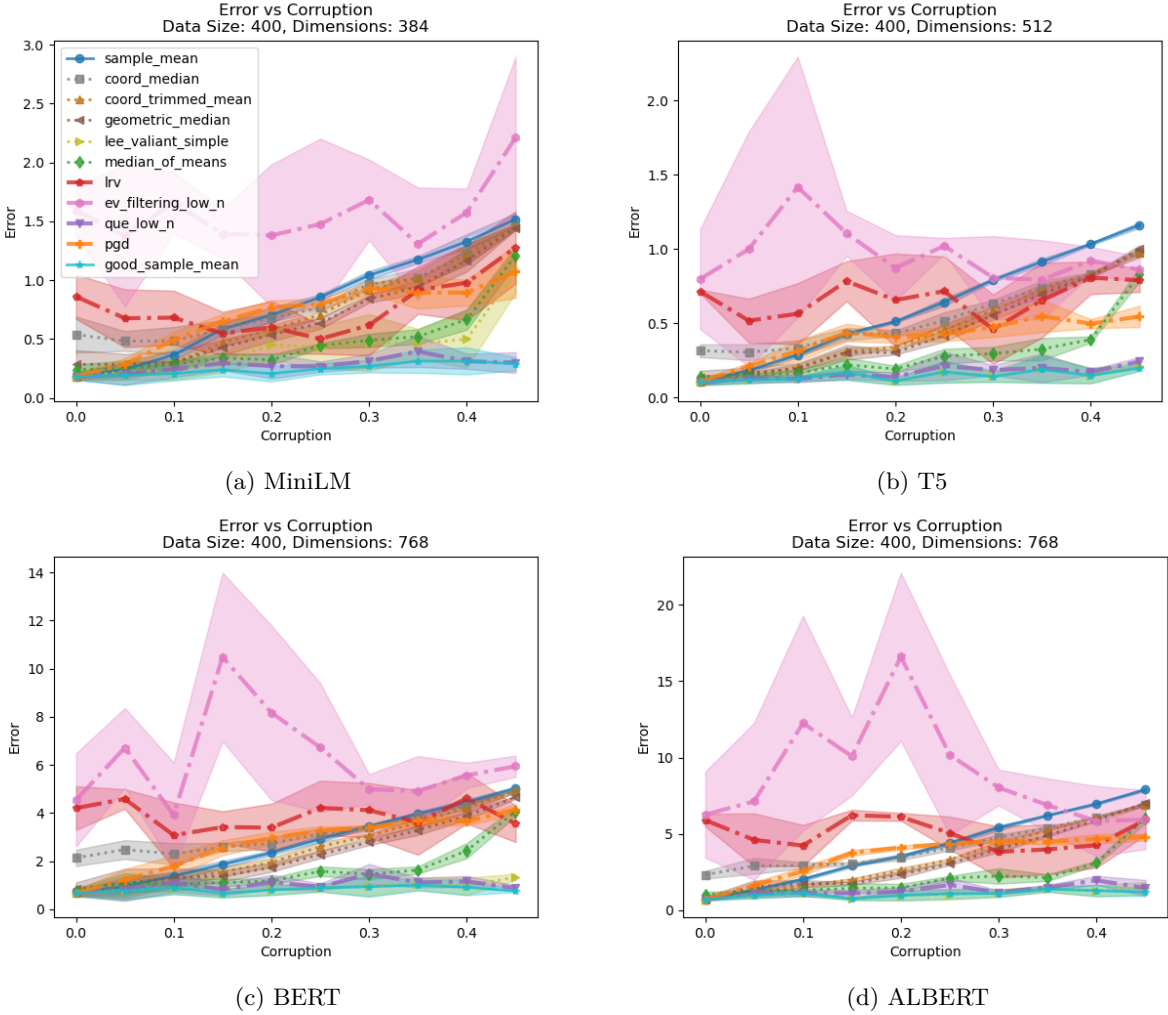 Error vs Corruption
Data Size: 400, Dimensions: 384
3.0
2.5
2.0
1.5
1.0
0.5
0.0
Error
sample_mean
coord_median
coord_trimmed_mean
geometric_median
lee_valiant_simple
median_of_means
lrv
ev_filtering_low_n
que_low_n
pgd
good_sample_mean
0.0 0.1 0.2 0.3 0.4
Corruption
(a) MiniLM
Error vs Corruption
Data Size: 400, Dimensions: 512
2.0
1.5
1.0
0.5
0.0
Error
0.0 0.1 0.2 0.3 0.4
Corruption
(b) T5
Error vs Corruption
Data Size: 400, Dimensions: 768
14
12
10
8
6
4
2
0
Error
0.0 0.1 0.2 0.3 0.4
Corruption
(c) BERT
Error vs Corruption
Data Size: 400, Dimensions: 768
20
15
10
5
0
Error
0.0 0.1 0.2 0.3 0.4
Corruption
(d) ALBERT